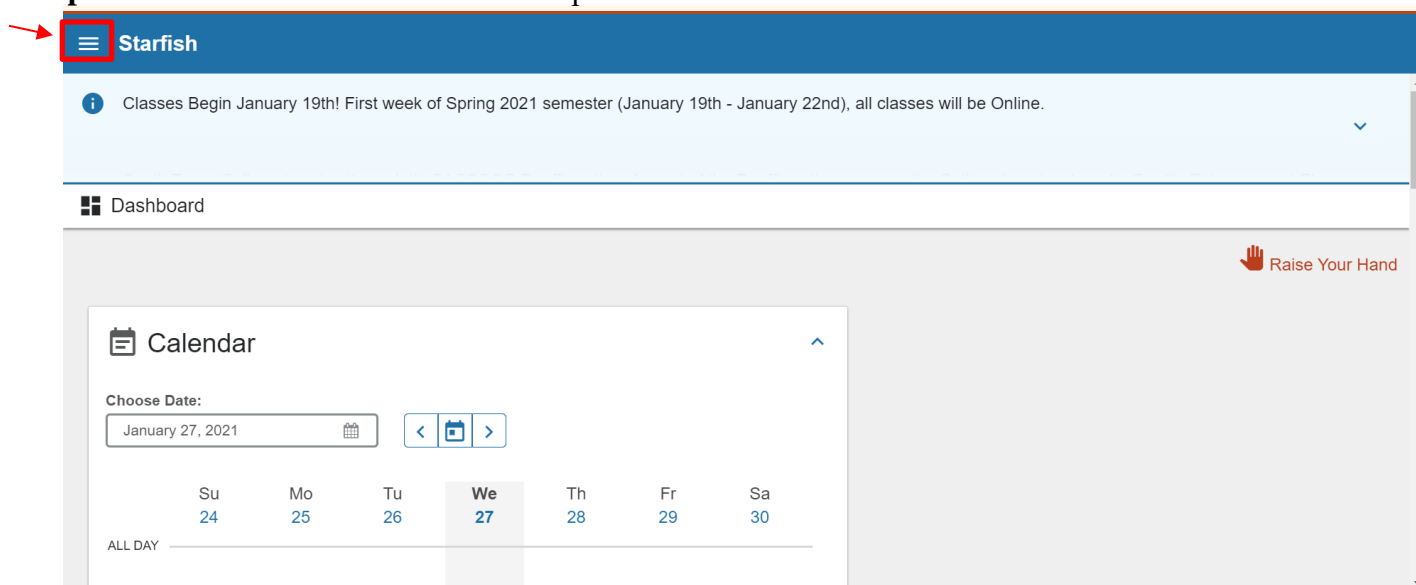 Starfish
Classes Begin January 19th! First week of Spring 2021 semester (January 19th - January 22nd), all classes will be Online.
Dashboard
Raise Your Hand
Calendar
Choose Date:
January 27, 2021
Su Mo Tu We Th Fr Sa
24 25 26 27 28 29 30
ALL DAY